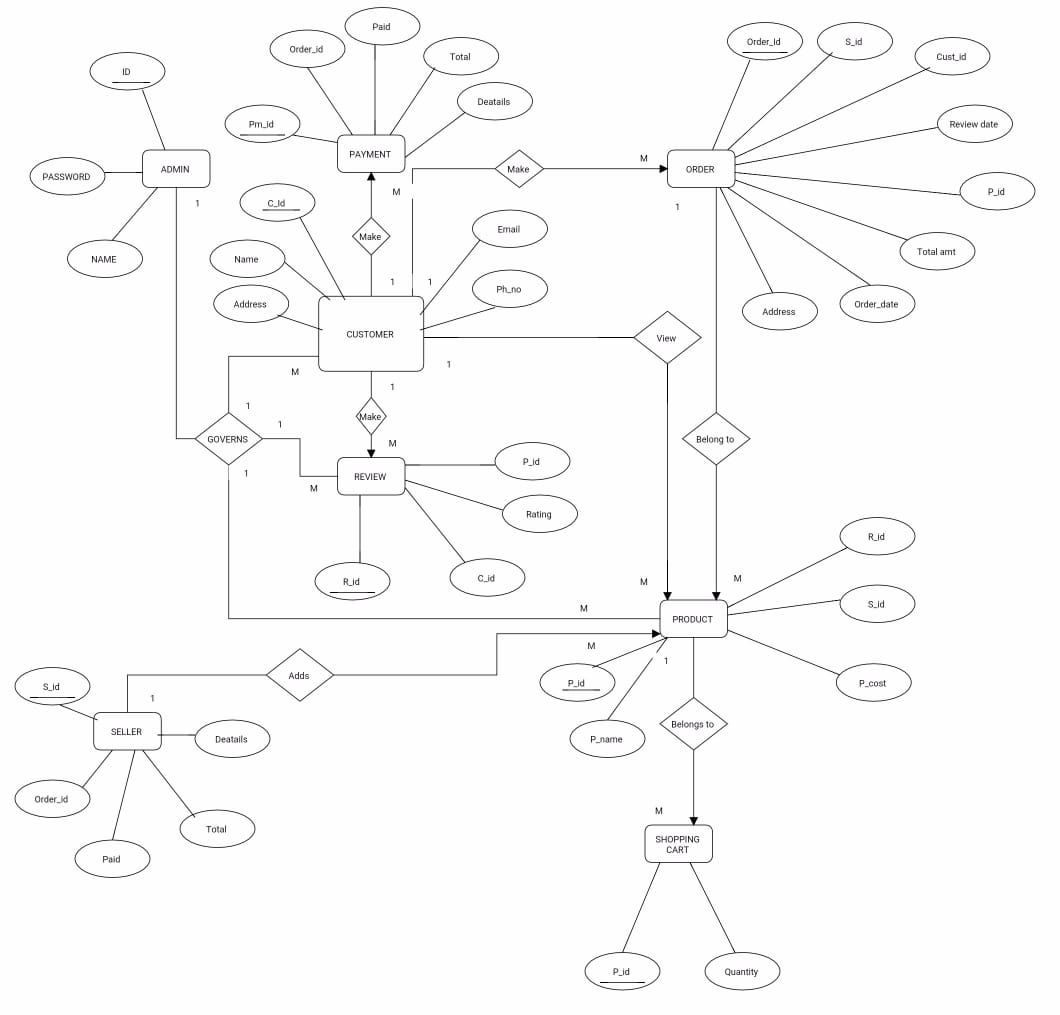 Paid
Order_Id
S_id
Order_id
Total
Cust_id
ID
Deatails
Pm_id
Review date
PAYMENT
M
Make
ORDER
ADMIN
PASSWORD
M
P_id
1
C_Id
1
Email
Make
NAME
Name
Total amt
1
1
Ph_no
Address
Order_date
Address
CUSTOMER
View
1
M
1
1
Make
1
GOVERNS
Belong to
M
P_id
1
REVIEW
M
Rating
R_id
C_id
R_id
M
M
S_id
M
PRODUCT
M
1
Adds
P_id
P_cost
S_id
1
Belongs to
SELLER
Deatails
P_name
Order_id
M
Total
SHOPPING
CART
Paid
P_id
Quantity